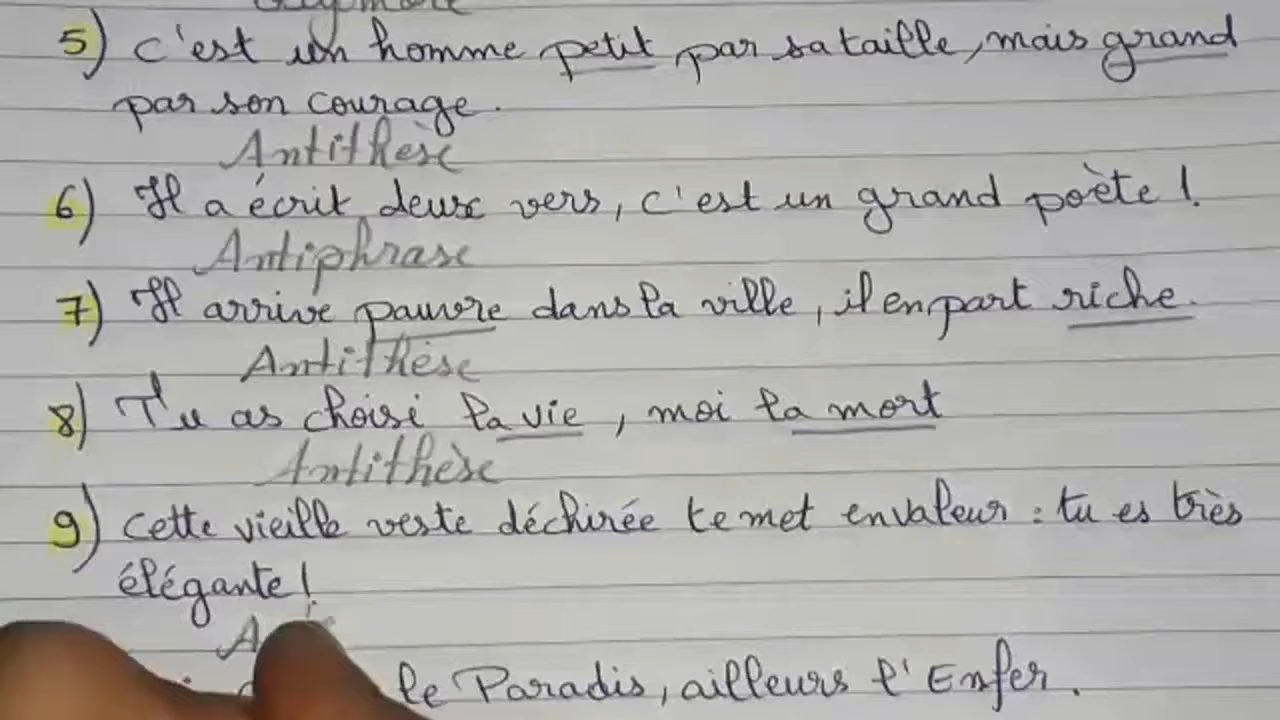 5) c'est un homme petit par sa taille, mais grand
par son courage.
Antithèse
6) Il a écrit deux vers, c'est un grand poète !
Antiphrase
7) Il arrive pauvre dans la ville, il en part riche.
Antithèse
8) Tu as choisi la vie, moi la mort
Antithèse
9) Cette vieille veste déchirée te met en valeur : tu es très
élégante !
le Paradis, ailleurs l'Enfer.